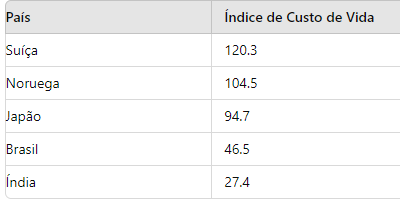 País Índice de Custo de Vida
Suíça 120.3
Noruega 104.5
Japão 94.7
Brasil 46.5
Índia 27.4